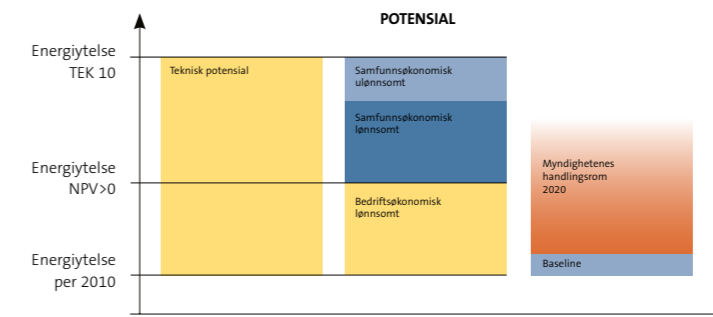 POTENSIAL
Energiytelse
TEK 10
Teknisk potensial
Samfunnsøkonomisk
ulønnsomt
Samfunnsøkonomisk
lønnsomt
Energiytelse
NPV>0
Bedriftsøkonomisk
lønnsomt
Myndighetenes
handlingsrom
2020
Energiytelse
per 2010
Baseline